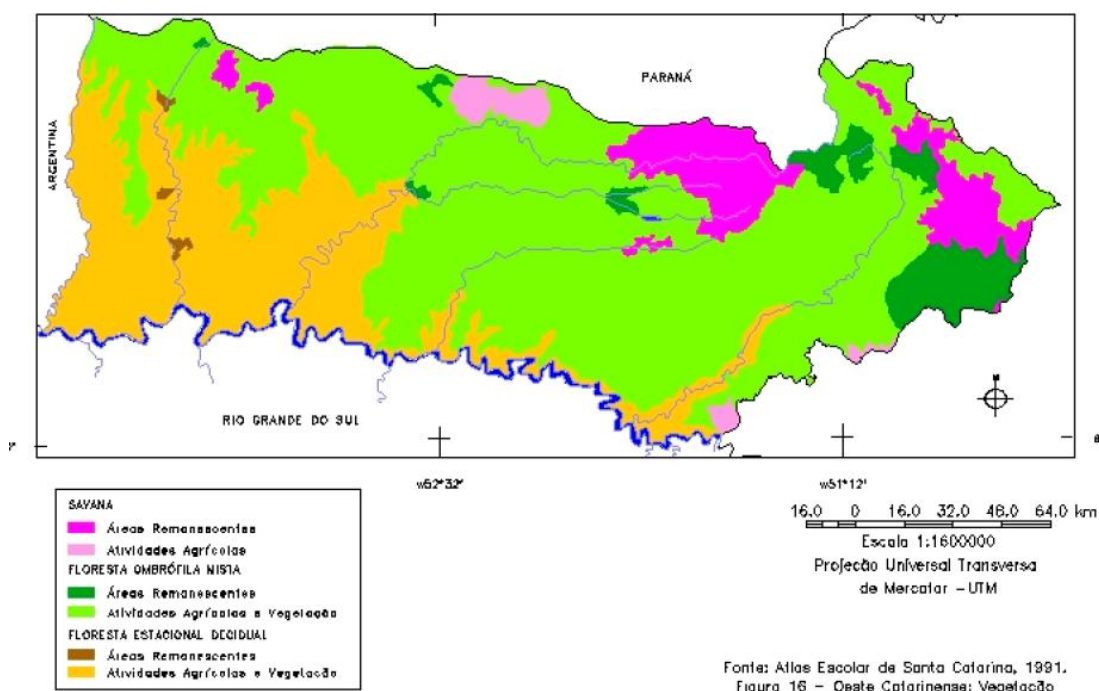 PARANÁ
ARGENTINA
N
RIO GRANDE DO SUL
w52°32'
w51°12'
SAVANA
Áreas Remanescentes
Atividades Agrícolas
FLORESTA OMBRÓFILA MISTA
Áreas Remanescentes
Atividades Agrícolas e Vegetação
FLORESTA ESTACIONAL DECIDUAL
Áreas Remanescentes
Atividades Agrícolas e Vegetação
16.0 0 16.0 32.0 48.0 64.0 km
Escala 1:1600000
Projecão Universal Transversa
de Mercator - UTM
Fonte: Atlas Escolar de Santa Catarina, 1991.
Figura 16 - Oeste Catarinense: Vegetação